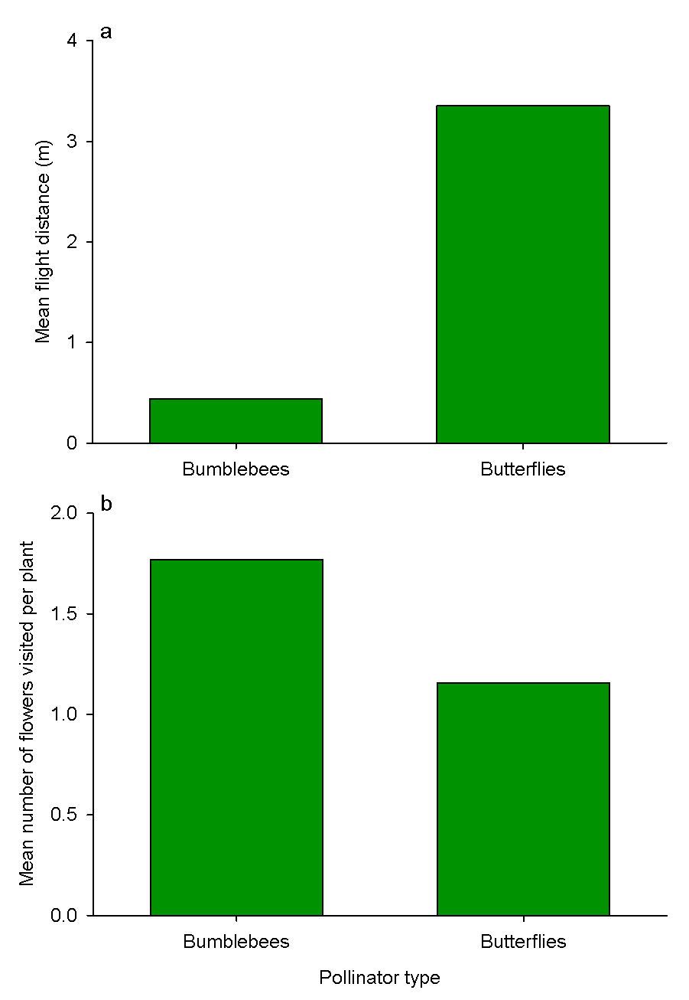 a
4
3
2
1
0
Mean flight distance (m)
Bumblebees Butterflies
b
2.0
1.5
1.0
0.5
0.0
Mean number of flowers visited per plant
Bumblebees Butterflies
Pollinator type